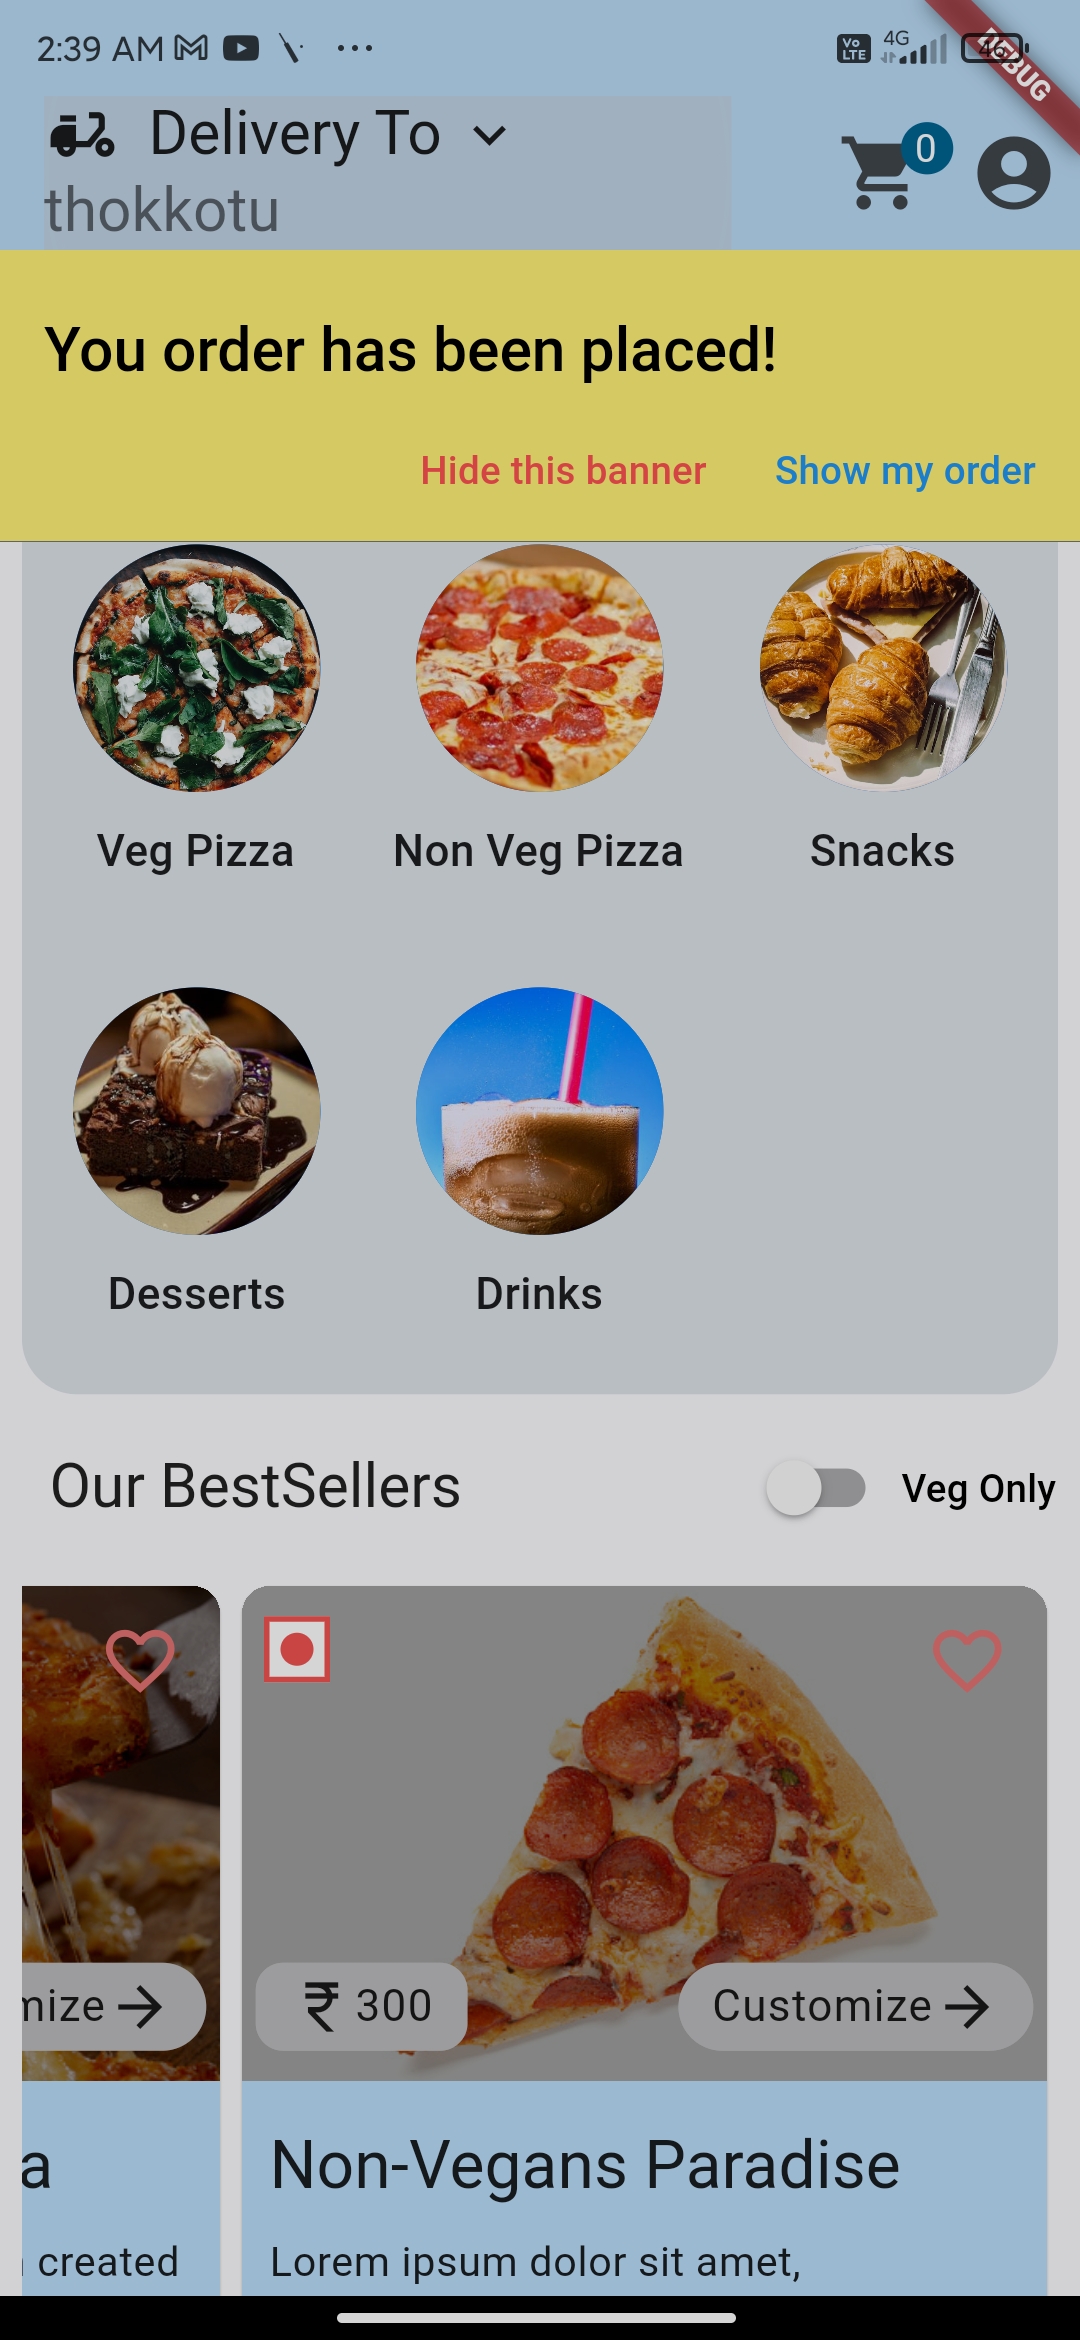 2:39 AM
Vo LTE 4G 46
DEBUG
Delivery To
0
thokkotu
You order has been placed!
Hide this banner Show my order
Veg Pizza Non Veg Pizza Snacks
Desserts Drinks
Our BestSellers Veg Only
mize ₹ 300 Customize
a Non-Vegans Paradise
created Lorem ipsum dolor sit amet,